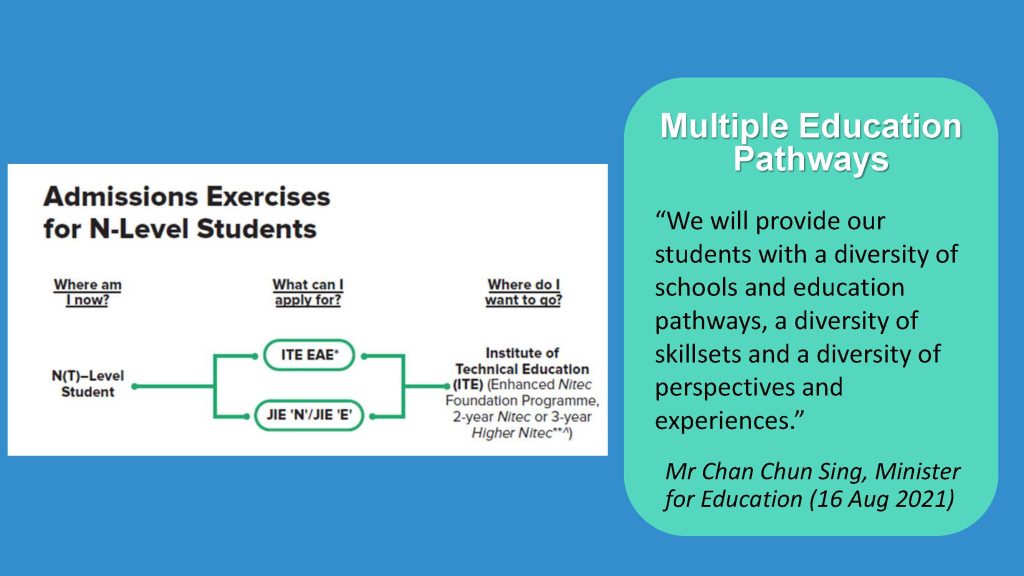 Admissions Exercises
for N-Level Students
Where am
I now?
What can I
apply for?
Where do I
want to go?
N(T)–Level
Student
ITE EAE*
JIE 'N'/JIE 'E'
Institute of
Technical Education
(ITE) (Enhanced Nitec
Foundation Programme,
2-year Nitec or 3-year
Higher Nitec**^)
Multiple Education
Pathways
“We will provide our
students with a diversity of
schools and education
pathways, a diversity of
skillsets and a diversity of
perspectives and
experiences.”
Mr Chan Chun Sing, Minister
for Education (16 Aug 2021)